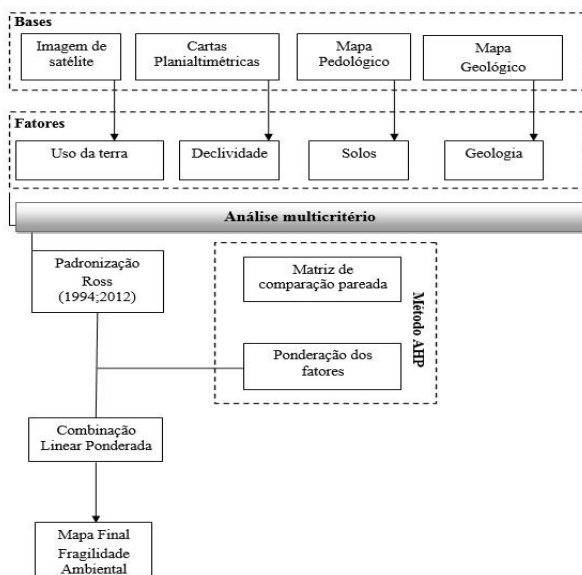 Bases
Imagem de
satélite
Cartas
Planialtimétricas
Mapa
Pedológico
Mapa
Geológico
Fatores
Uso da terra
Declividade
Solos
Geologia
Análise multicritério
Padronização
Ross
(1994;2012)
Matriz de
comparação pareada
Ponderação dos
fatores
Método AHP
Combinação
Linear Ponderada
Mapa Final
Fragilidade
Ambiental